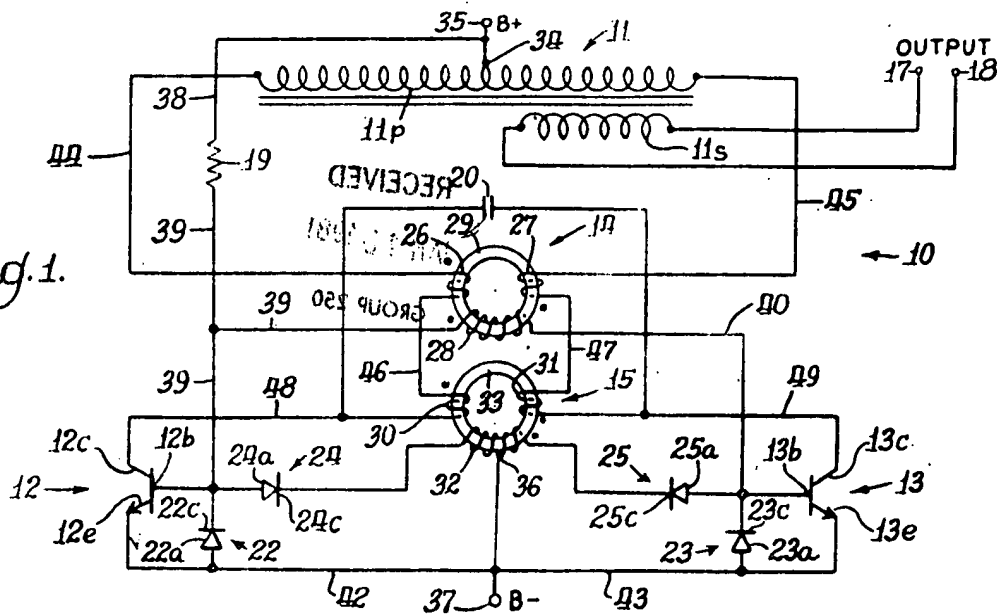 35 B+
34 11
OUTPUT
17 18
38 11p
11s
44 19
RECEIVED 20
45
39 29
26 27 14
10
g.1.
GROUP 250
39 28 40
47
46 31
39 48 33 15 49
30
12c 12b 24a 24 32 36 25 25a 13b 13c
12 13
22c 24c 25c 23c
12e 22a 22 23 23a 13e
42 43
37 B-